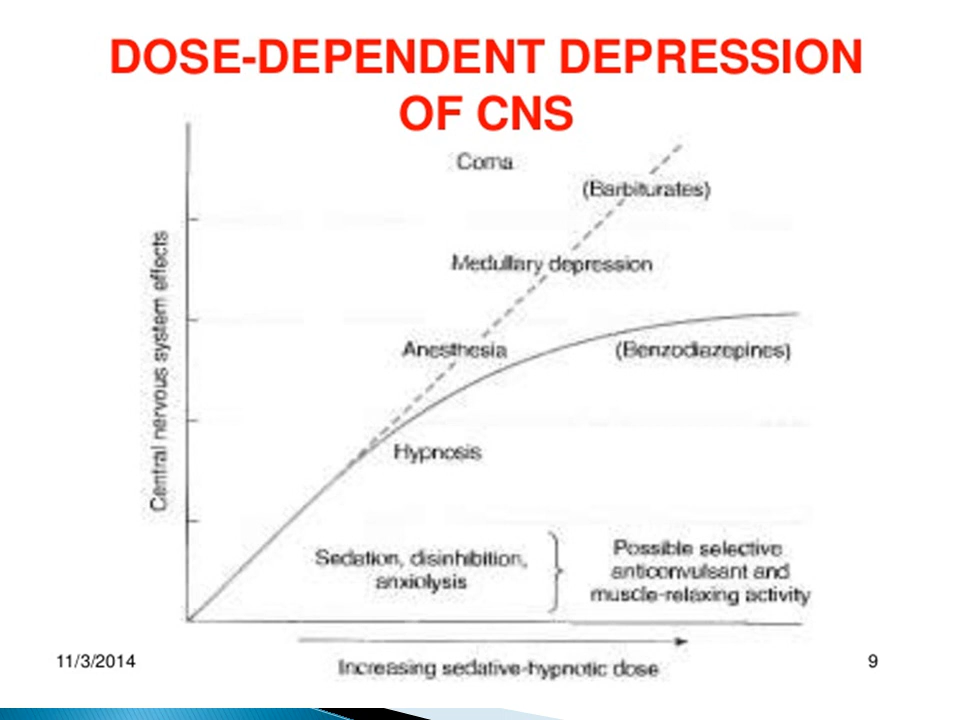 DOSE-DEPENDENT DEPRESSION
OF CNS
Coma
(Barbiturates)
Medullary depression
Anesthesia
(Benzodiazepines)
Hypnosis
Central nervous system effects
Sedation, disinhibition,
anxiolysis
Possible selective
anticonvulsant and
muscle-relaxing activity
Increasing sedative-hypnotic dose
11/3/2014
9